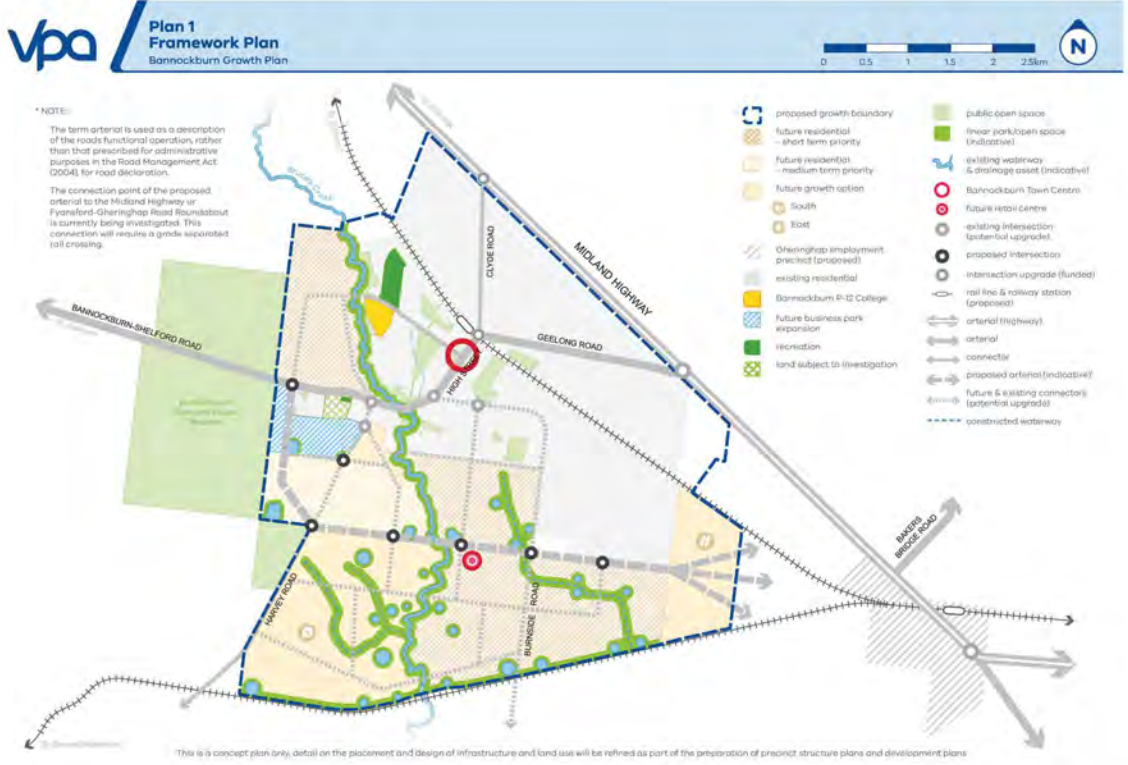 vpa
Plan 1
Framework Plan
Bannockburn Growth Plan
0 0.5 1 1.5 2 2.5km
N
* NOTE:
The term arterial is used as a description
of the roads functional operation, rather
than that prescribed for administrative
purposes in the Road Management Act
(2004), for road declaration.
The connection point of the proposed
arterial to the Midland Highway or
Fyansford-Gheringhap Road Roundabout
is currently being investigated. This
connection will require a grade separated
rail crossing.
proposed growth boundary
future residential
- short term priority
future residential
- medium term priority
future growth option
South
East
Gheringhap employment
precinct (proposed)
existing residential
Bannockburn P-12 College
future business park
expansion
recreation
land subject to investigation
public open space
linear park/open space
(indicative)
existing waterway
& drainage asset (indicative)
Bannockburn Town Centre
future retail centre
existing intersection
(potential upgrade)
proposed intersection
intersection upgrade (funded)
rail line & railway station
(proposed)
arterial (highway)
arterial
connector
proposed arterial (indicative)*
future & existing connectors
(potential upgrade)
constructed waterway
Bruce's Creek
CLYDE ROAD
MIDLAND HIGHWAY
BANNOCKBURN-SHELFORD ROAD
GEELONG ROAD
HIGH STREET
BAKERS
BRIDGE ROAD
HARVEY ROAD
BURNSIDE ROAD
This is a concept plan only, detail on the placement and design of infrastructure and land use will be refined as part of the preparation of precinct structure plans and development plans